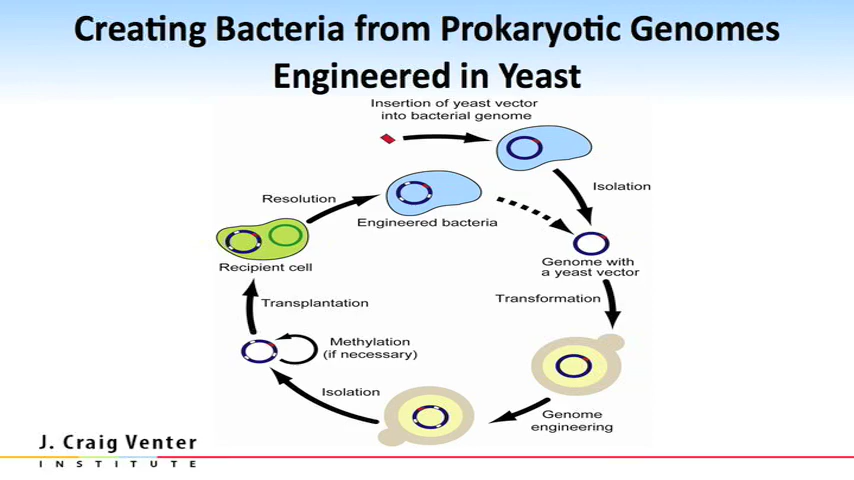 Creating Bacteria from Prokaryotic Genomes
Engineered in Yeast
Insertion of yeast vector
into bacterial genome
Isolation
Resolution
Engineered bacteria
Genome with
a yeast vector
Recipient cell
Transformation
Transplantation
Methylation
(if necessary)
Isolation
Genome
engineering
J. Craig Venter
INSTITUTE